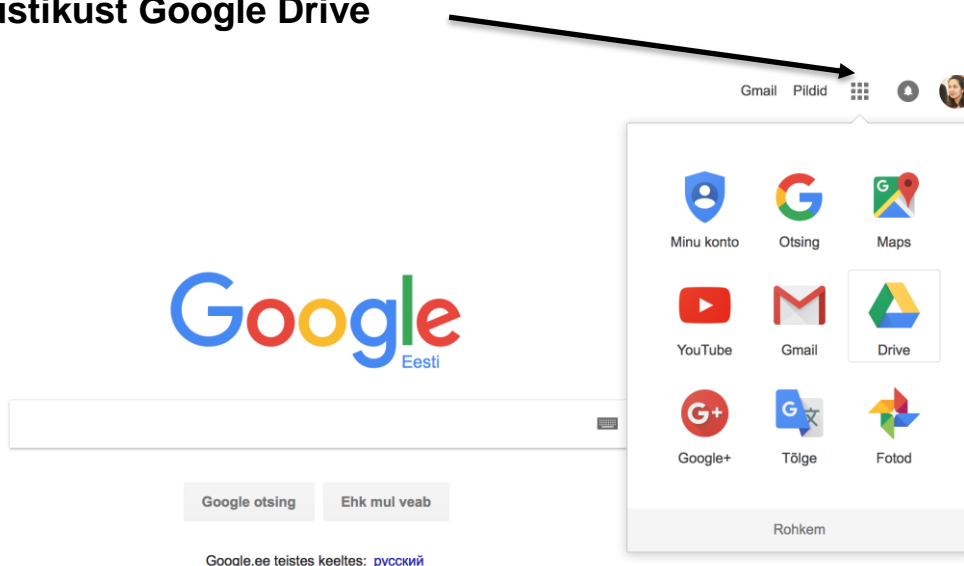 ustikust Google Drive
Gmail Pildid
Minu konto Otsing Maps
YouTube Gmail Drive
Google+ Tõlge Fotod
Rohkem
Google
Eesti
Google otsing Ehk mul veab
Google.ee teistes keeltes: русский